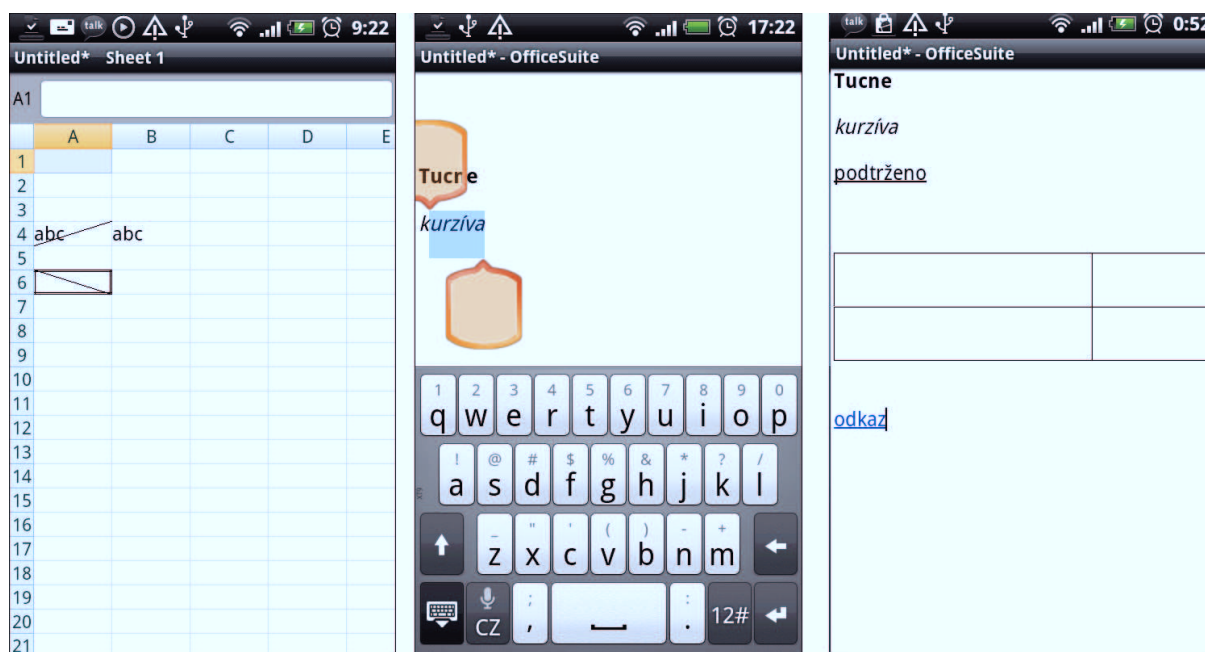 talk 9:22
Untitled* Sheet 1
A1
A B C D E
1
2
3
4 abc abc
5
6
7
8
9
10
11
12
13
14
15
16
17
18
19
20
21
17:22
Untitled* - OfficeSuite
Tucne
kurzíva
1 2 3 4 5 6 7 8 9 0
q w e r t y u i o p
! @ # $ % & * ? /
a s d f g h j k l
_ " ' ( ) - +
z x c v b n m
; :
CZ , . 12#
talk 0:52
Untitled* - OfficeSuite
Tucne
kurzíva
podtrženo
odkaz